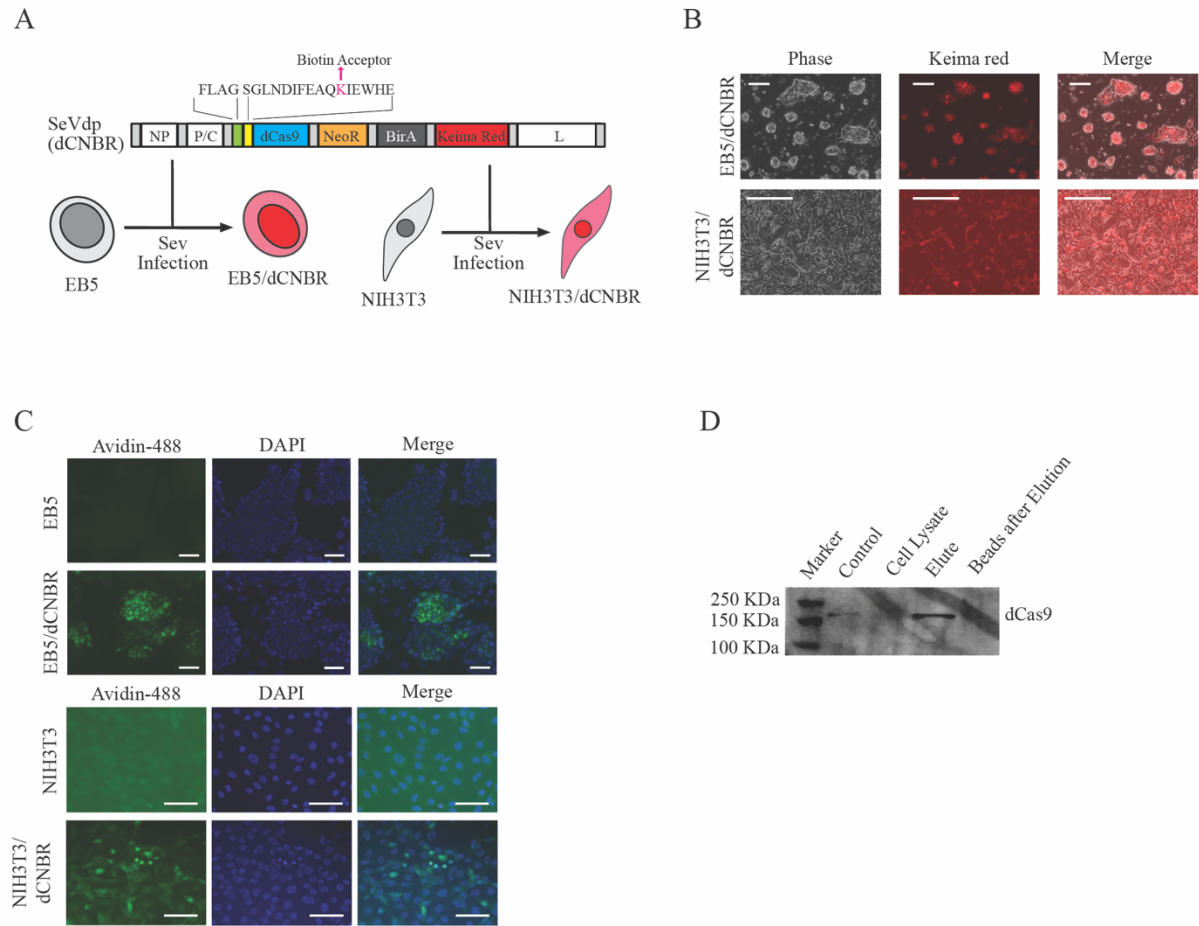 A
Biotin Acceptor
FLAG SGLNDIFEAQKIEWHE
SeVdp
(dCNBR)
NP P/C dCas9 NeoR BirA Keima Red L
Sev
Infection
EB5
EB5/dCNBR
Sev
Infection
NIH3T3
NIH3T3/dCNBR
B
Phase Keima red Merge
EB5/dCNBR
NIH3T3/
dCNBR
C
Avidin-488 DAPI Merge
EB5
EB5/dCNBR
Avidin-488 DAPI Merge
NIH3T3
NIH3T3/
dCNBR
D
Marker
Control
Cell Lysate
Elute
Beads after Elution
250 KDa
150 KDa
100 KDa
dCas9